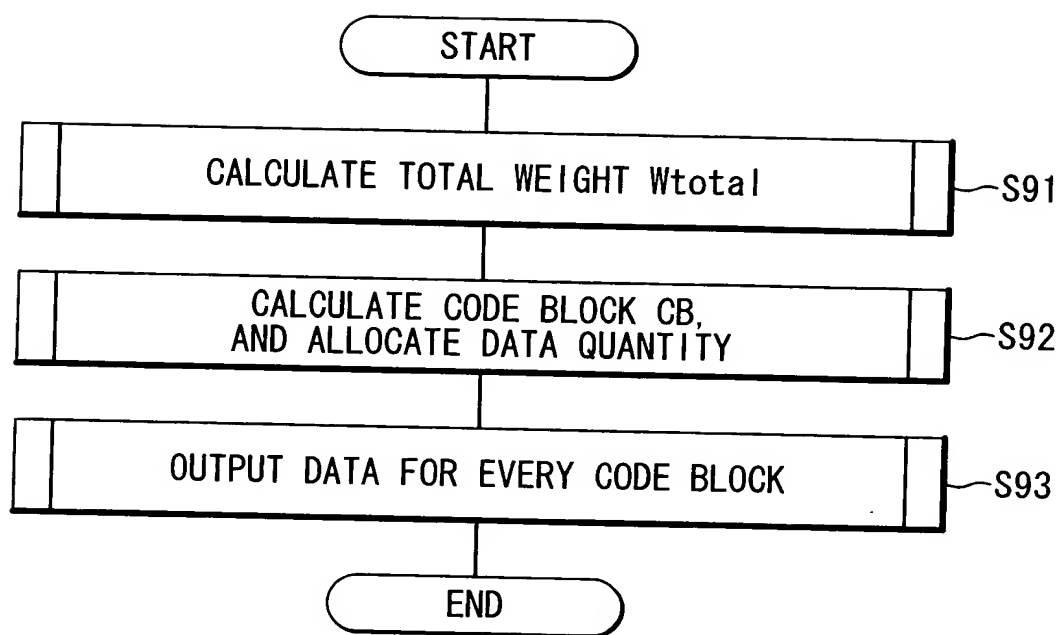 START
CALCULATE TOTAL WEIGHT Wtotal
S91
CALCULATE CODE BLOCK CB,
AND ALLOCATE DATA QUANTITY
S92
OUTPUT DATA FOR EVERY CODE BLOCK
S93
END